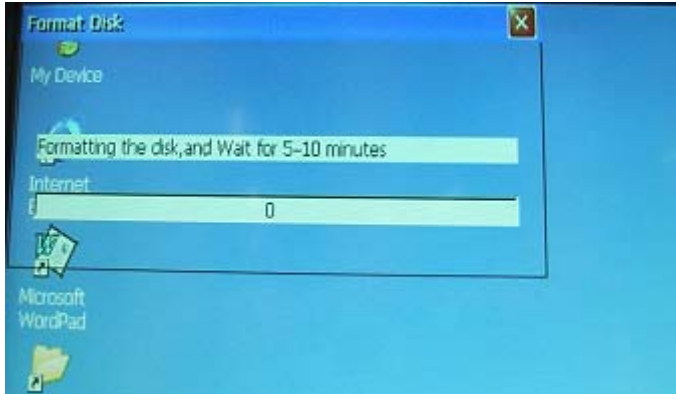 Format Disk
My Device
Formatting the disk,and Wait for 5-10 minutes
Internet
E
0
Microsoft
WordPad